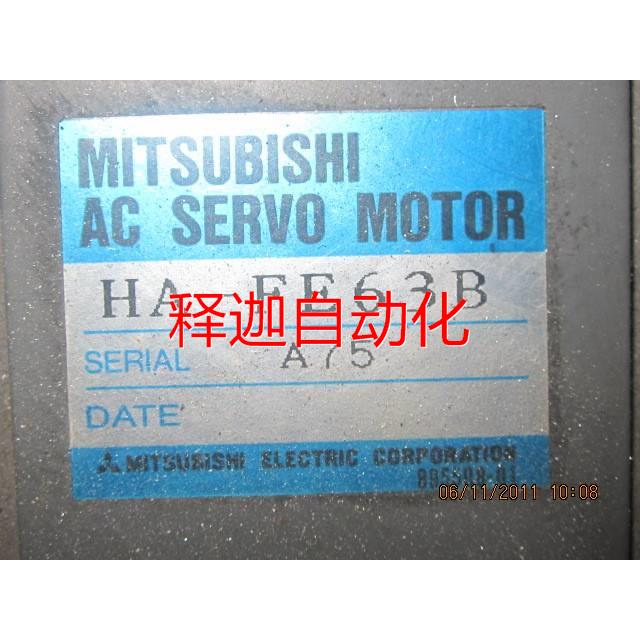 MITSUBISHI
AC SERVO MOTOR
HA 63B
释迦自动化
SERIAL A75
DATE
MITSUBISHI ELECTRIC CORPORATION
06/11/2011 10:08